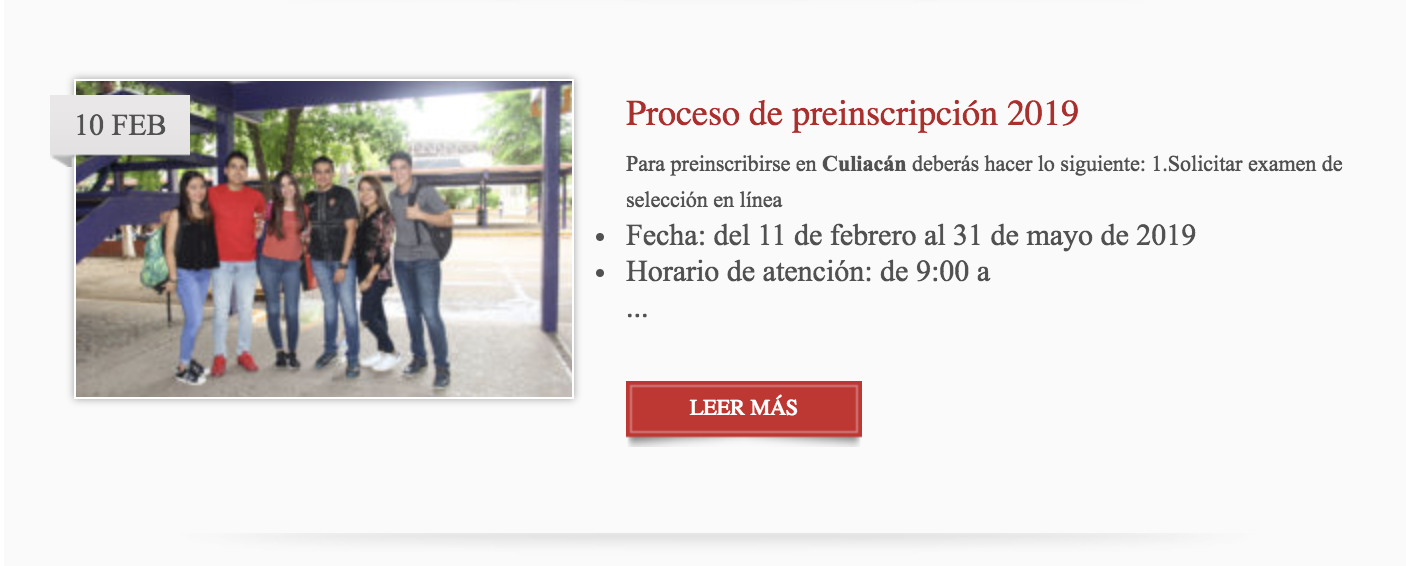 10 FEB
Proceso de preinscripción 2019
Para preinscribirse en Culiacán deberás hacer lo siguiente: 1.Solicitar examen de
selección en línea
• Fecha: del 11 de febrero al 31 de mayo de 2019
• Horario de atención: de 9:00 a
...
LEER MÁS